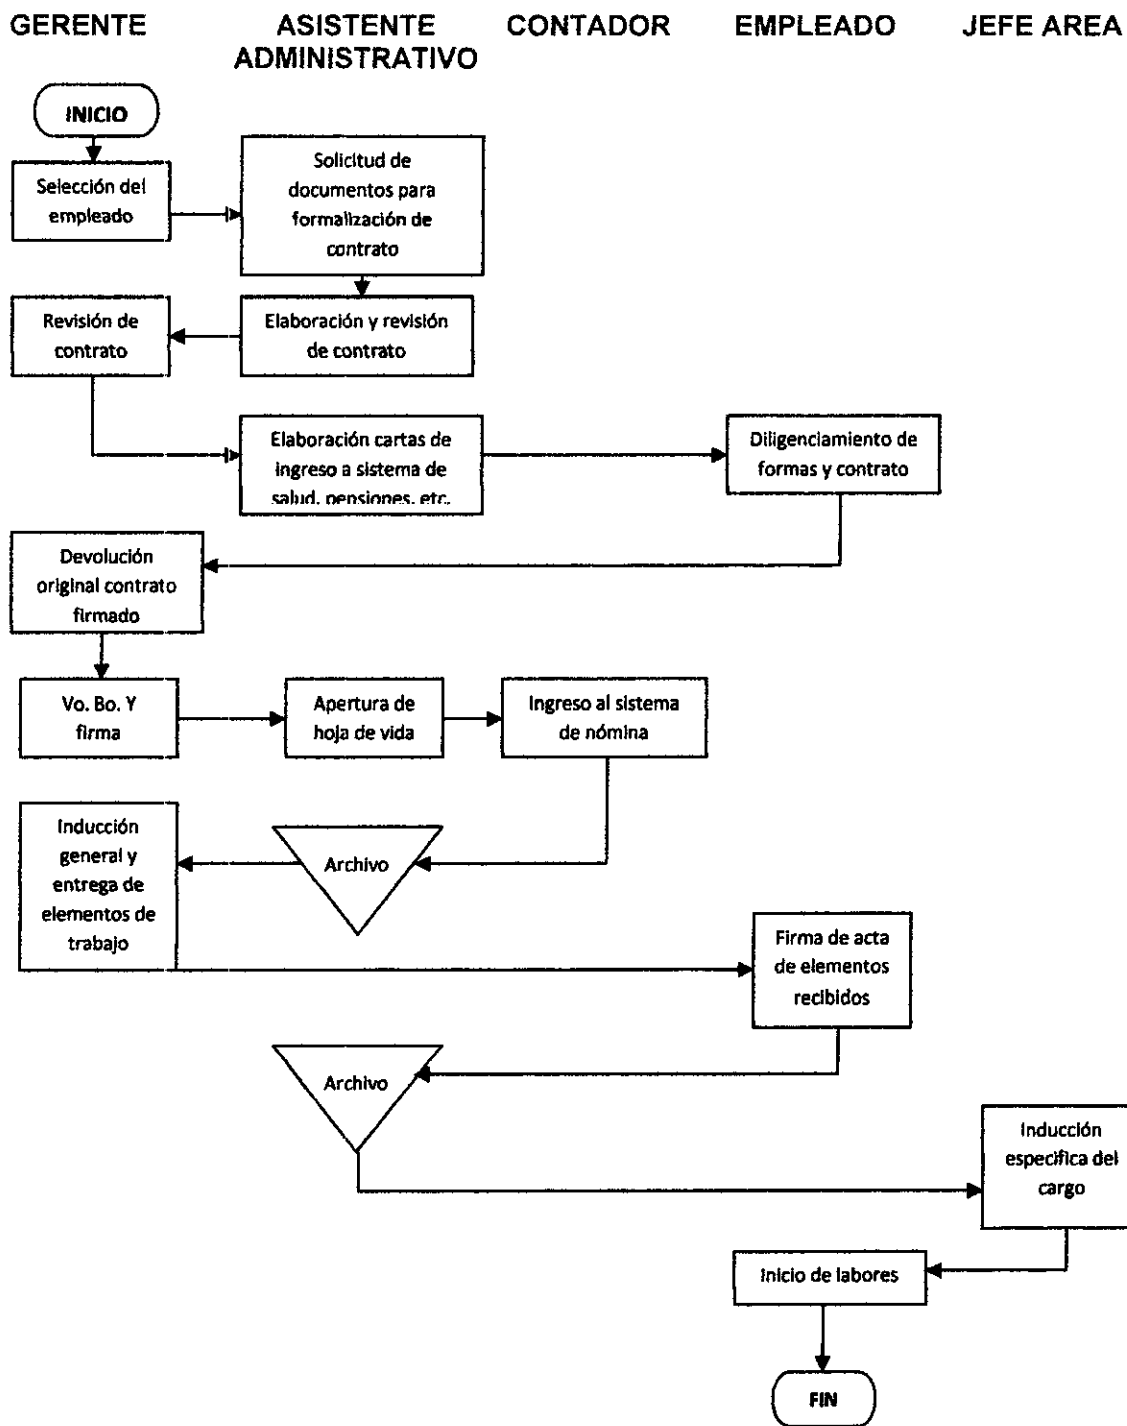 GERENTE
ASISTENTE
ADMINISTRATIVO
CONTADOR
EMPLEADO
JEFE AREA
INICIO
Selección del
empleado
Solicitud de
documentos para
formalización de
contrato
Revisión de
contrato
Elaboración y revisión
de contrato
Elaboración cartas de
ingreso a sistema de
salud, pensiones, etc.
Diligenciamiento de
formas y contrato
Devolución
original contrato
firmado
Vo. Bo. Y
firma
Apertura de
hoja de vida
Ingreso al sistema
de nómina
Inducción
general y
entrega de
elementos de
trabajo
Archivo
Firma de acta
de elementos
recibidos
Archivo
Inducción
especifica del
cargo
Inicio de labores
FIN